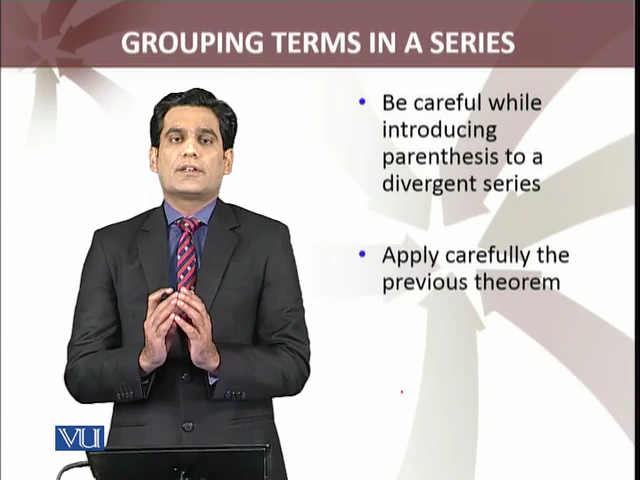 GROUPING TERMS IN A SERIES
• Be careful while
introducing
parenthesis to a
divergent series
• Apply carefully the
previous theorem
VU